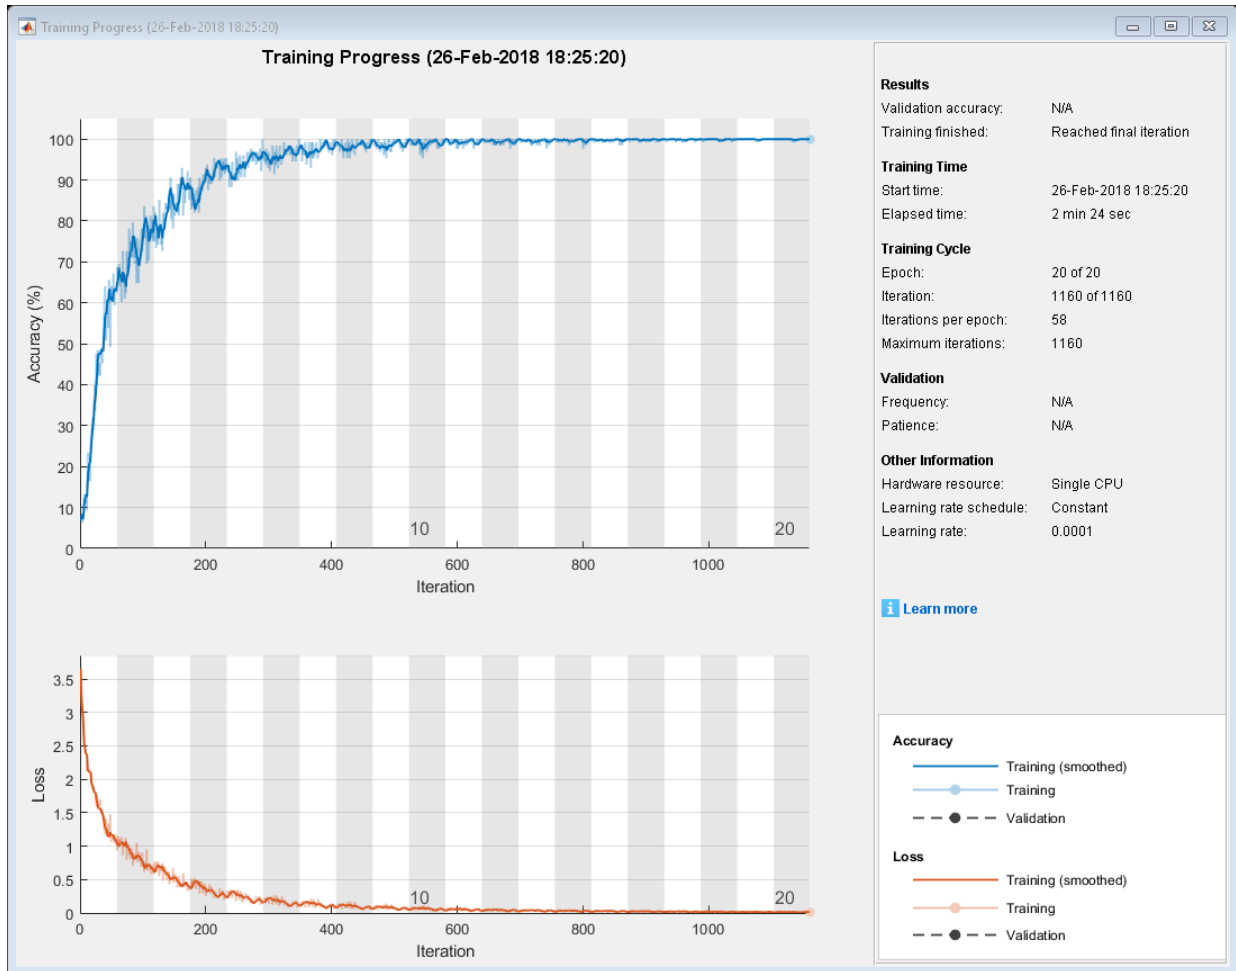 Training Progress (26-Feb-2018 18:25:20)
Training Progress (26-Feb-2018 18:25:20)
Accuracy (%)
100
90
80
70
60
50
40
30
20
10
0
10
20
0
200
400
600
800
1000
Iteration
Loss
3.5
3
2.5
2
1.5
1
0.5
0
10
20
0
200
400
600
800
1000
Iteration
Results
Validation accuracy: N/A
Training finished: Reached final iteration
Training Time
Start time: 26-Feb-2018 18:25:20
Elapsed time: 2 min 24 sec
Training Cycle
Epoch: 20 of 20
Iteration: 1160 of 1160
Iterations per epoch: 58
Maximum iterations: 1160
Validation
Frequency: N/A
Patience: N/A
Other Information
Hardware resource: Single CPU
Learning rate schedule: Constant
Learning rate: 0.0001
i Learn more
Accuracy
Training (smoothed)
Training
Validation
Loss
Training (smoothed)
Training
Validation